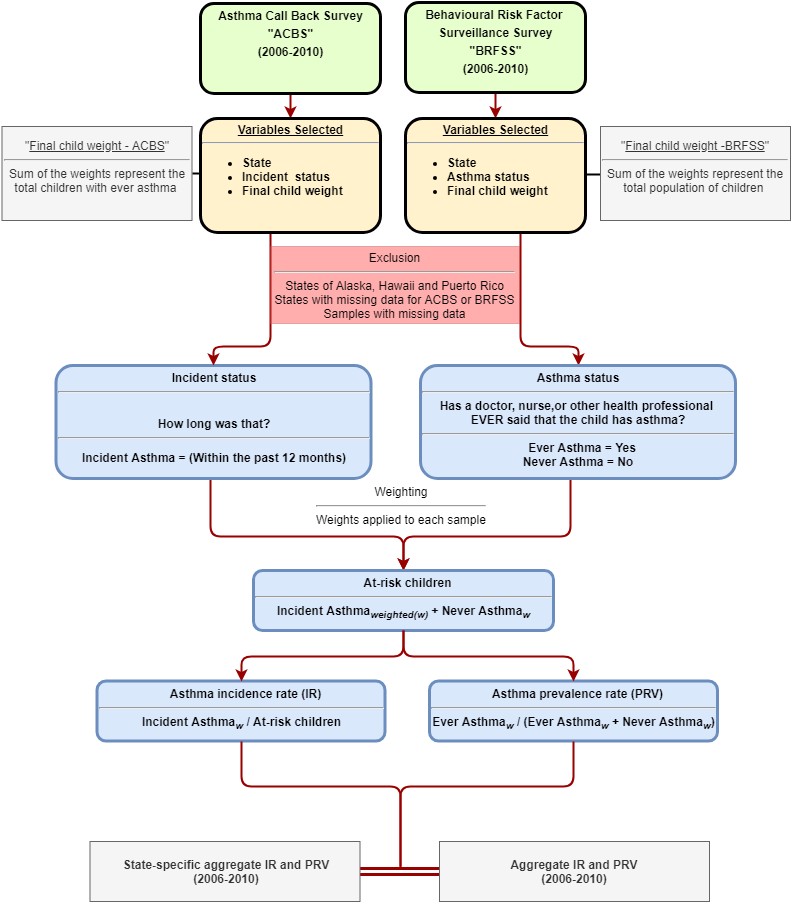 Asthma Call Back Survey
"ACBS"
(2006-2010)
Behavioural Risk Factor
Surveillance Survey
"BRFSS"
(2006-2010)
"Final child weight - ACBS"
Sum of the weights represent the
total children with ever asthma
Variables Selected
• State
• Incident status
• Final child weight
Variables Selected
• State
• Asthma status
• Final child weight
"Final child weight -BRFSS"
Sum of the weights represent the
total population of children
Exclusion
States of Alaska, Hawaii and Puerto Rico
States with missing data for ACBS or BRFSS
Samples with missing data
Incident status
How long was that?
Incident Asthma = (Within the past 12 months)
Asthma status
Has a doctor, nurse,or other health professional
EVER said that the child has asthma?
Ever Asthma = Yes
Never Asthma = No
Weighting
Weights applied to each sample
At-risk children
Incident Asthmaweighted(w) + Never Asthmaw
Asthma incidence rate (IR)
Incident Asthmaw / At-risk children
Asthma prevalence rate (PRV)
Ever Asthmaw / (Ever Asthmaw + Never Asthmaw)
State-specific aggregate IR and PRV
(2006-2010)
Aggregate IR and PRV
(2006-2010)